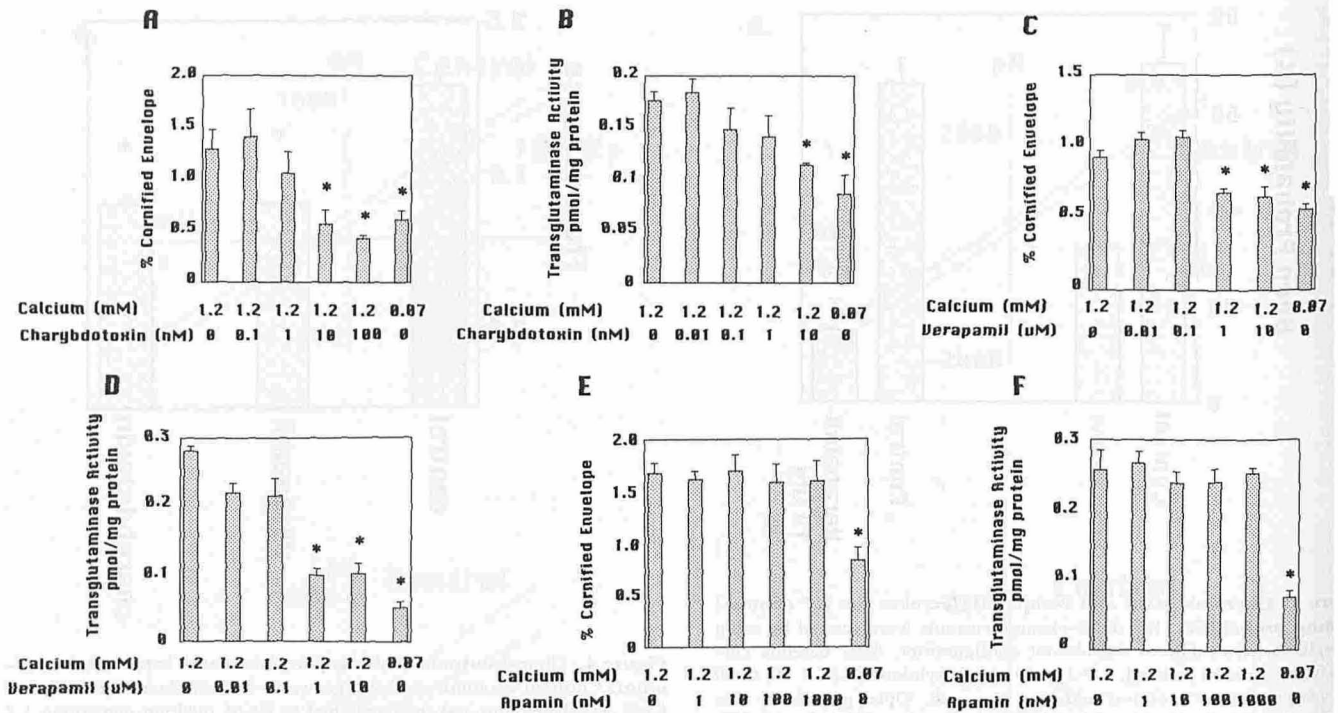 A
% Cornified Envelope
2.0
1.5
1.0
0.5
0
* * *
Calcium (mM) 1.2 1.2 1.2 1.2 1.2 0.07
Charybdotoxin (nM) 0 0.1 1 10 100 0
B
Transglutaminase Activity
pmol/mg protein
0.2
0.15
0.1
0.05
0
* *
Calcium (mM) 1.2 1.2 1.2 1.2 1.2 0.07
Charybdotoxin (nM) 0 0.01 0.1 1 10 0
C
% Cornified Envelope
1.5
1.0
0.5
0
* * *
Calcium (mM) 1.2 1.2 1.2 1.2 1.2 0.07
Verapamil (uM) 0 0.01 0.1 1 10 0
D
Transglutaminase Activity
pmol/mg protein
0.3
0.2
0.1
0
* * *
Calcium (mM) 1.2 1.2 1.2 1.2 1.2 0.07
Verapamil (uM) 0 0.01 0.1 1 10 0
E
% Cornified Envelope
2.0
1.5
1.0
0.5
0
*
Calcium (mM) 1.2 1.2 1.2 1.2 1.2 0.07
Apamin (nM) 0 1 10 100 1000 0
F
Transglutaminase Activity
pmol/mg protein
0.3
0.2
0.1
0
*
Calcium (mM) 1.2 1.2 1.2 1.2 1.2 0.07
Apamin (nM) 0 1 10 100 1000 0